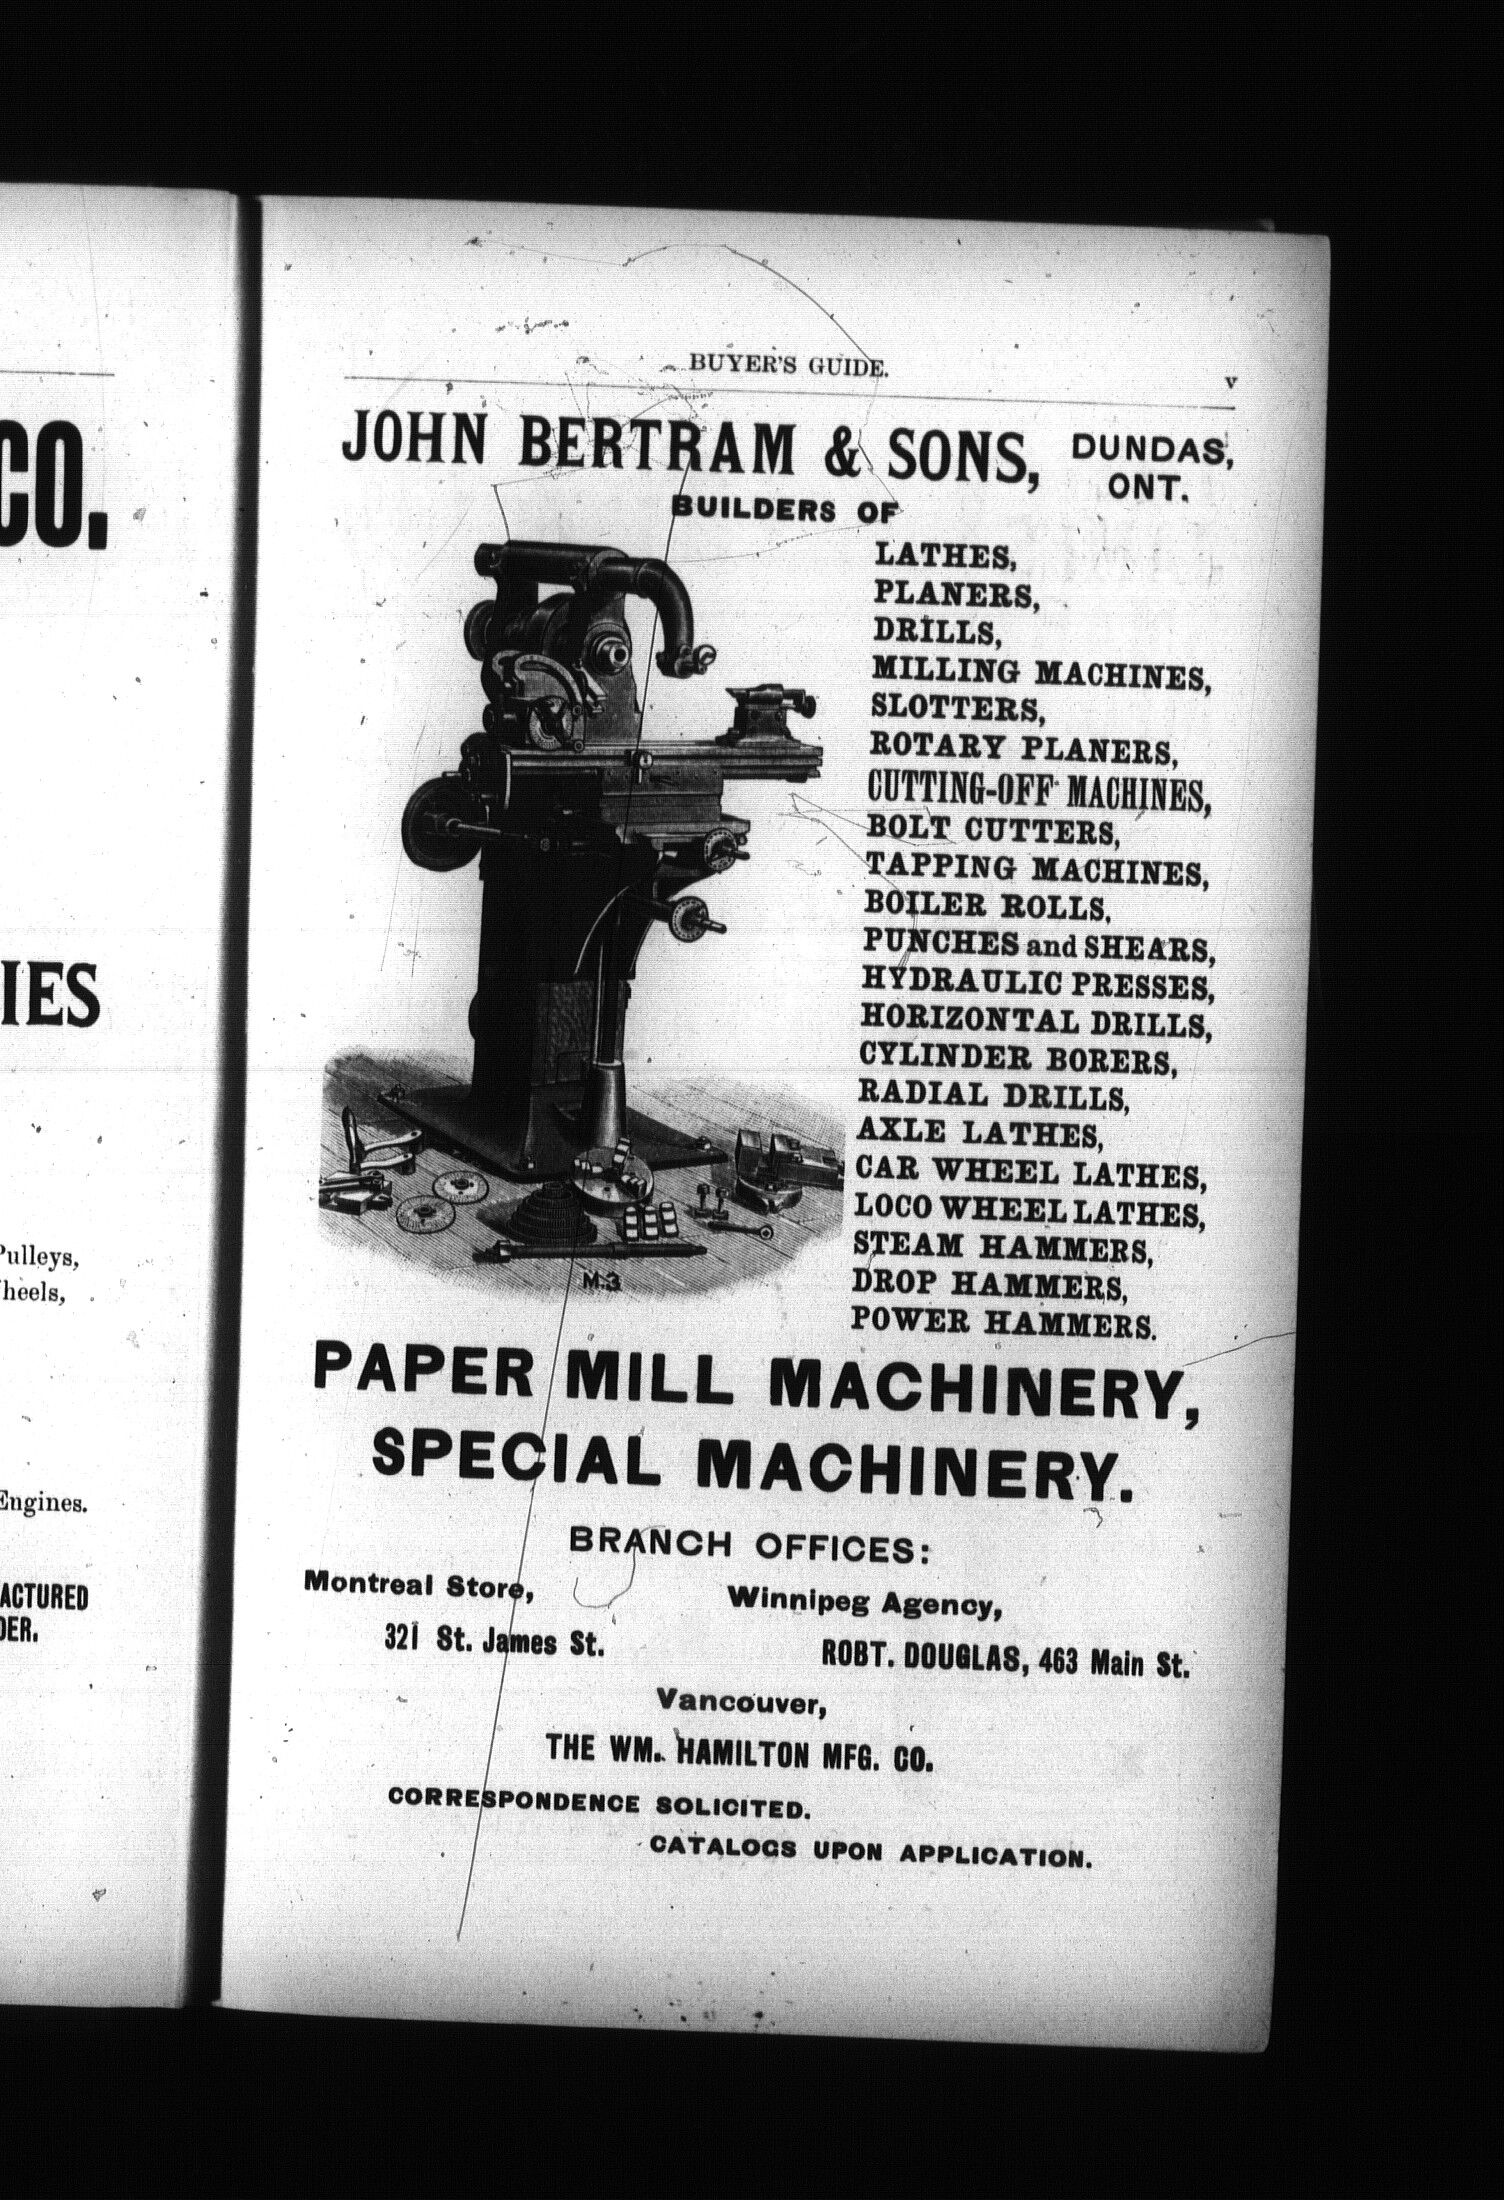 CO.
IES
Pulleys,
heels,
Engines.
ACTURED
DER.
BUYER'S GUIDE. v
JOHN BERTRAM & SONS, DUNDAS,
ONT.
BUILDERS OF
LATHES,
PLANERS,
DRILLS,
MILLING MACHINES,
SLOTTERS,
ROTARY PLANERS,
CUTTING-OFF MACHINES,
BOLT CUTTERS,
TAPPING MACHINES,
BOILER ROLLS,
PUNCHES and SHEARS,
HYDRAULIC PRESSES,
HORIZONTAL DRILLS,
CYLINDER BORERS,
RADIAL DRILLS,
AXLE LATHES,
CAR WHEEL LATHES,
LOCO WHEEL LATHES,
STEAM HAMMERS,
DROP HAMMERS,
POWER HAMMERS.
M.3
PAPER MILL MACHINERY,
SPECIAL MACHINERY.
BRANCH OFFICES:
Montreal Store,
321 St. James St.
Winnipeg Agency,
ROBT. DOUGLAS, 463 Main St.
Vancouver,
THE WM. HAMILTON MFG. CO.
CORRESPONDENCE SOLICITED.
CATALOGS UPON APPLICATION.